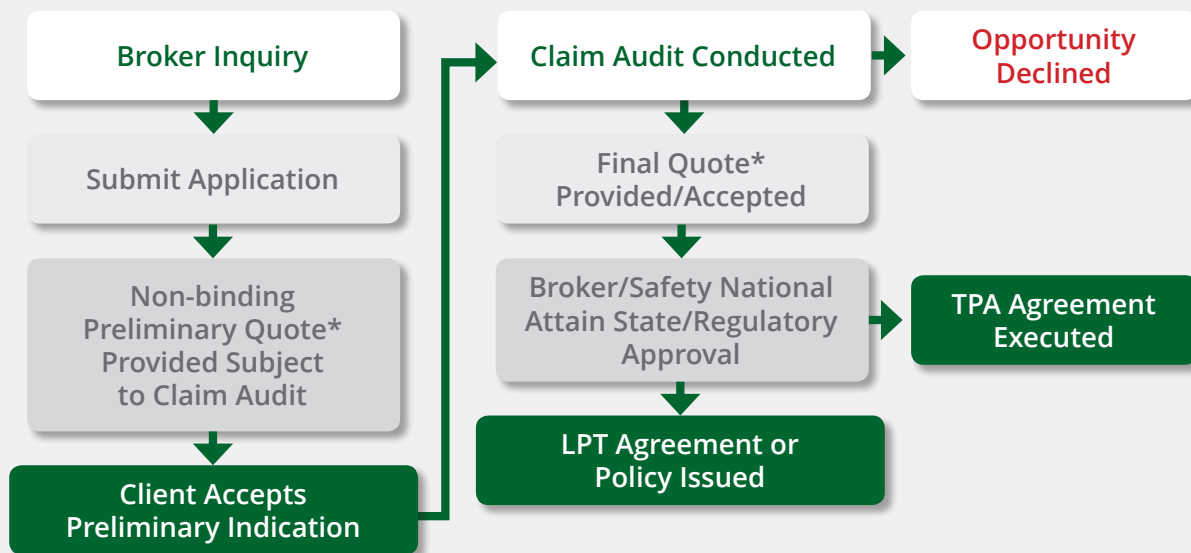 Broker Inquiry
Submit Application
Non-binding
Preliminary Quote*
Provided Subject
to Claim Audit
Client Accepts
Preliminary Indication
Claim Audit Conducted
Opportunity
Declined
Final Quote*
Provided/Accepted
Broker/Safety National
Attain State/Regulatory
Approval
TPA Agreement
Executed
LPT Agreement or
Policy Issued